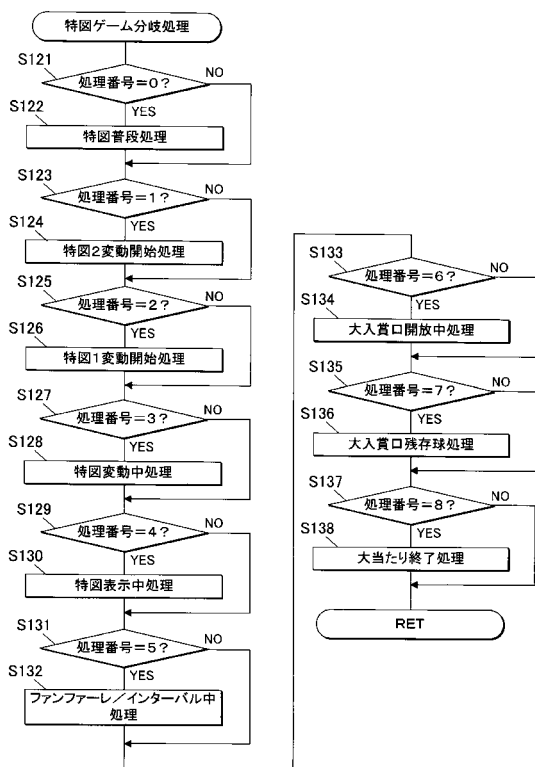 特図ゲーム分岐処理
S121
処理番号=0?
NO
YES
S122
特図普段処理
S123
処理番号=1?
NO
YES
S124
特図2変動開始処理
S125
処理番号=2?
NO
YES
S126
特図1変動開始処理
S127
処理番号=3?
NO
YES
S128
特図変動中処理
S129
処理番号=4?
NO
YES
S130
特図表示中処理
S131
処理番号=5?
NO
YES
S132
ファンファーレ/インターバル中
処理
S133
処理番号=6?
NO
YES
S134
大入賞口開放中処理
S135
処理番号=7?
NO
YES
S136
大入賞口残存球処理
S137
処理番号=8?
NO
YES
S138
大当たり終了処理
RET